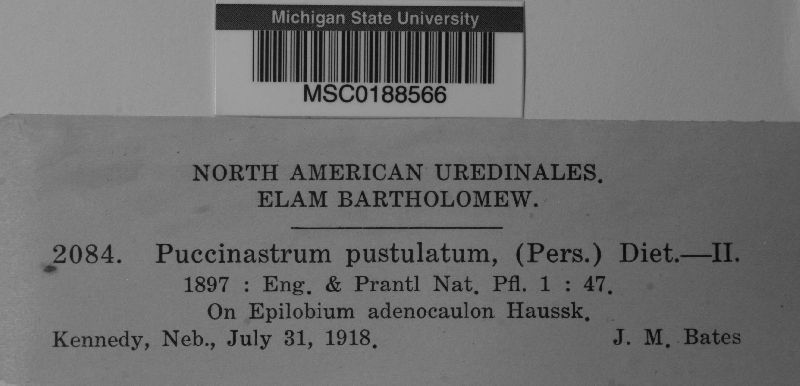 Michigan State University
MSC0188566
NORTH AMERICAN UREDINALES.
ELAM BARTHOLOMEW.
2084. Puccinastrum pustulatum, (Pers.) Diet.—II.
1897 : Eng. & Prantl Nat. Pfl. 1 : 47.
On Epilobium adenocaulon Haussk.
Kennedy, Neb., July 31, 1918. J. M. Bates